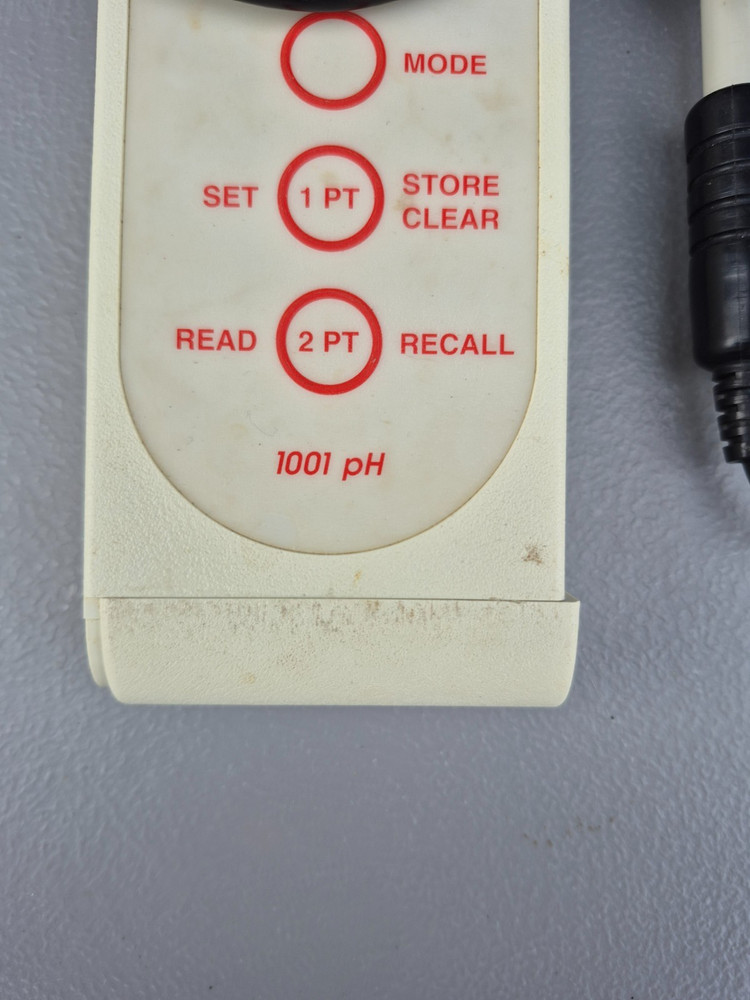 MODE
SET 1 PT STORE
CLEAR
READ 2 PT RECALL
1001 pH